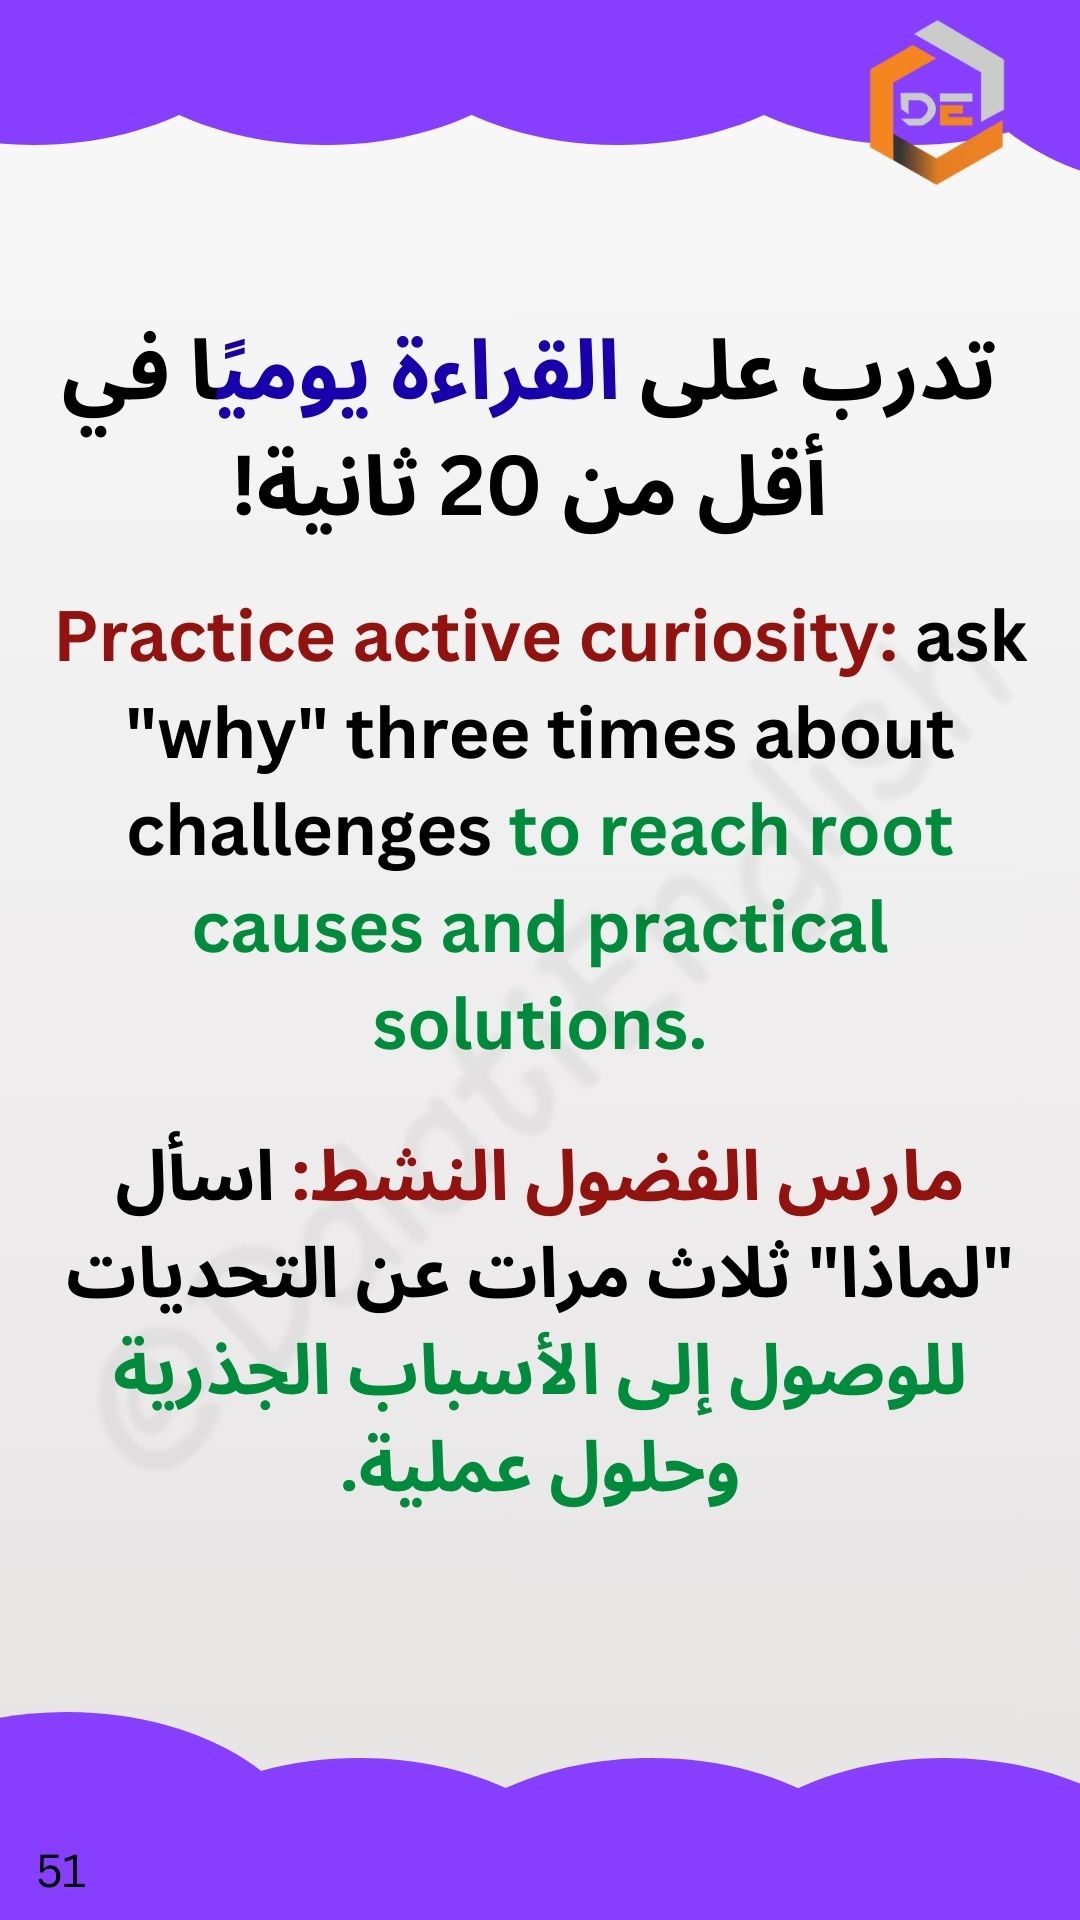 DE
تدرب على القراءة يوميًا في
أقل من 20 ثانية!
Practice active curiosity: ask
"why" three times about
challenges to reach root
causes and practical
solutions.
مارس الفضول النشط: اسأل
"لماذا" ثلاث مرات عن التحديات
للوصول إلى الأسباب الجذرية
وحلول عملية.
©DalatiEnglish
51